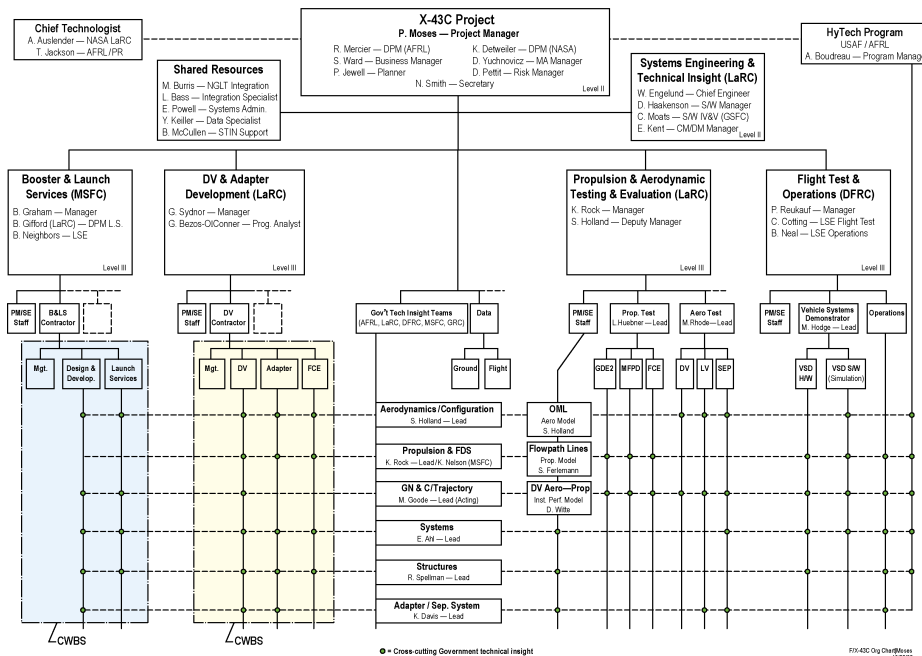 X-43C Project
P. Moses — Project Manager
R. Mercier — DPM (AFRL)
S. Ward — Business Manager
P. Jewell — Planner
K. Detweiler — DPM (NASA)
D. Yuchnovicz — MA Manager
D. Pettit — Risk Manager
N. Smith — Secretary
Level II
Chief Technologist
A. Auslender — NASA LaRC
T. Jackson — AFRL/PR
HyTech Program
USAF / AFRL
A. Boudreau — Program Manag
Shared Resources
M. Burris — NGLT Integration
L. Bass — Integration Specialist
E. Powell — Systems Admin.
Y. Keiller — Data Specialist
B. McCullen — STIN Support
Systems Engineering &
Technical Insight (LaRC)
W. Engelund — Chief Engineer
D. Haakenson — S/W Manager
C. Moats — S/W IV&V (GSFC)
E. Kent — CM/DM Manager
Level II
Booster & Launch
Services (MSFC)
B. Graham — Manager
B. Gifford (LaRC) — DPM L.S.
B. Neighbors — LSE
Level III
DV & Adapter
Development (LaRC)
G. Sydnor — Manager
G. Bezos-O\Conner — Prog. Analyst
Level III
Propulsion & Aerodynamic
Testing & Evaluation (LaRC)
K. Rock — Manager
S. Holland — Deputy Manager
Level III
Flight Test &
Operations (DFRC)
P. Reukauf — Manager
C. Cotting — LSE Flight Test
B. Neal — LSE Operations
Level III
PM/SE
Staff
B&LS
Contractor
PM/SE
Staff
DV
Contractor
Gov't Tech Insight Teams
(AFRL, LaRC, DFRC, MSFC, GRC)
Data
PM/SE
Staff
Prop. Test
L.Huebner — Lead
Aero Test
M.Rhode — Lead
PM/SE
Staff
Vehicle Systems
Demonstrator
M. Hodge — Lead
Operations
Mgt.
Design &
Develop.
Launch
Services
Mgt.
DV
Adapter
FCE
Ground
Flight
GDE2
MFPD
FCE
DV
LV
SEP
VSD
H/W
VSD S/W
(Simulation)
Aerodynamics /Configuration
S. Holland — Lead
OML
Aero Model
S. Holland
Propulsion & FDS
K. Rock — Lead/K. Nelson (MSFC)
Flowpath Lines
Prop. Model
S. Ferlemann
GN & C/Trajectory
M. Goode — Lead (Acting)
DV Aero—Prop
Inst. Perf. Model
D. Witte
Systems
E. Ahl — Lead
Structures
R. Spellman — Lead
Adapter / Sep. System
K. Davis — Lead
CWBS
CWBS
= Cross-cutting Government technical insight
F/X-43C Org Chart|Moses